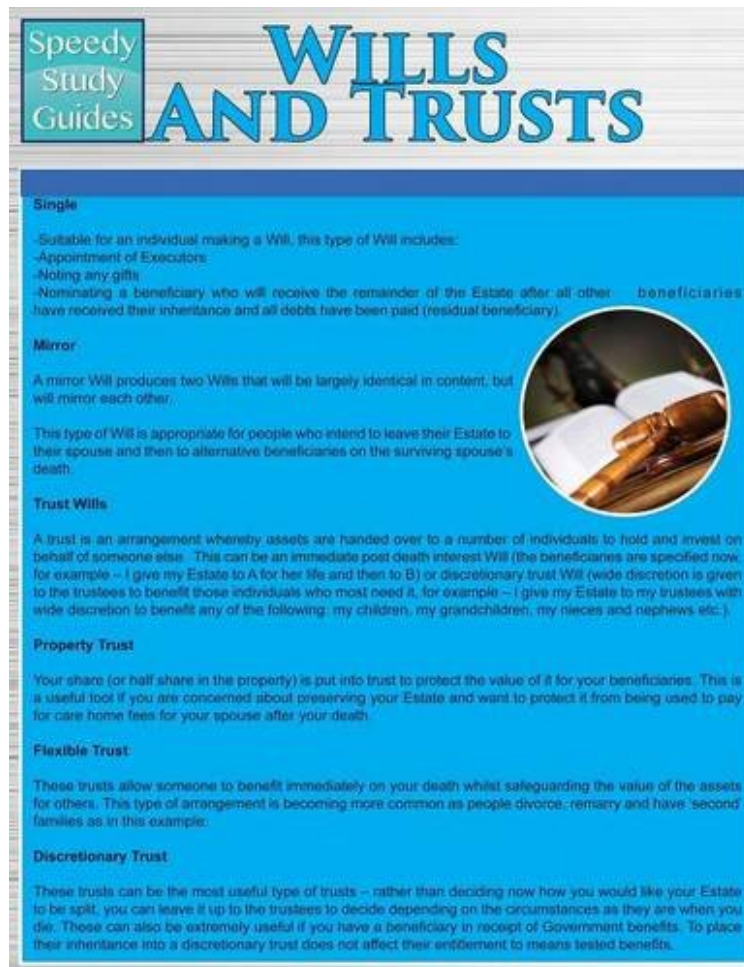 Speedy
Study
Guides
WILLS
AND TRUSTS
Single
-Suitable for an individual making a Will, this type of Will includes:
-Appointment of Executors
-Noting any gifts
-Nominating a beneficiary who will receive the remainder of the Estate after all other beneficiaries
have received their inheritance and all debts have been paid (residual beneficiary).
Mirror
A mirror Will produces two Wills that will be largely identical in content, but
will mirror each other.
This type of Will is appropriate for people who intend to leave their Estate to
their spouse and then to alternative beneficiaries on the surviving spouse's
death.
Trust Wills
A trust is an arrangement whereby assets are handed over to a number of individuals to hold and invest on
behalf of someone else. This can be an immediate post death interest Will (the beneficiaries are specified now,
for example – I give my Estate to A for her life and then to B) or discretionary trust Will (wide discretion is given
to the trustees to benefit those individuals who most need it, for example – I give my Estate to my trustees with
wide discretion to benefit any of the following: my children, my grandchildren, my nieces and nephews etc.).
Property Trust
Your share (or half share in the property) is put into trust to protect the value of it for your beneficiaries. This is
a useful tool if you are concerned about preserving your Estate and want to protect it from being used to pay
for care home fees for your spouse after your death.
Flexible Trust
These trusts allow someone to benefit immediately on your death whilst safeguarding the value of the assets
for others. This type of arrangement is becoming more common as people divorce, remarry and have 'second'
families as in this example.
Discretionary Trust
These trusts can be the most useful type of trusts – rather than deciding now how you would like your Estate
to be split, you can leave it up to the trustees to decide depending on the circumstances as they are when you
die. These can also be extremely useful if you have a beneficiary in receipt of Government benefits. To place
their inheritance into a discretionary trust does not affect their entitlement to means tested benefits.